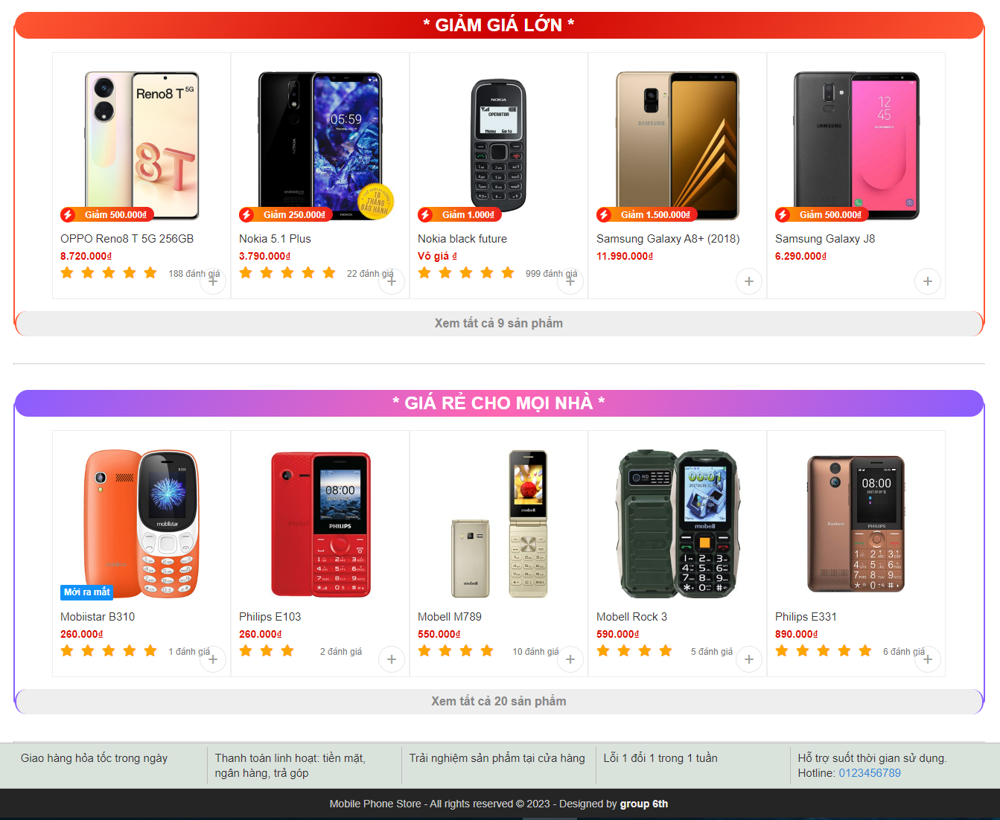 * GIẢM GIÁ LỚN *
Reno8 T 5G
8T
05:59
NOKIA
18 THÁNG BẢO HÀNH
NOKIA
OPERATOR
Menu Go to
SAMSUNG
SAMSUNG
12
45
Giảm 500.000₫
Giảm 250.000₫
Giảm 1.000₫
Giảm 1.500.000₫
Giảm 500.000₫
OPPO Reno8 T 5G 256GB
Nokia 5.1 Plus
Nokia black future
Samsung Galaxy A8+ (2018)
Samsung Galaxy J8
8.720.000₫
3.790.000₫
Vô giá ₫
11.990.000₫
6.290.000₫
188 đánh giá
22 đánh giá
999 đánh giá
Xem tất cả 9 sản phẩm
* GIÁ RẺ CHO MỌI NHÀ *
B310
mobiistar
08:00
PHILIPS
mobell
mobell
HD
00:01
mobell
Xenium
08:00
PHILIPS
Mới ra mắt
Mobiistar B310
Philips E103
Mobell M789
Mobell Rock 3
Philips E331
260.000₫
260.000₫
550.000₫
590.000₫
890.000₫
1 đánh giá
2 đánh giá
10 đánh giá
5 đánh giá
6 đánh giá
Xem tất cả 20 sản phẩm
Giao hàng hỏa tốc trong ngày
Thanh toán linh hoạt: tiền mặt,
ngân hàng, trả góp
Trải nghiệm sản phẩm tại cửa hàng
Lỗi 1 đổi 1 trong 1 tuần
Hỗ trợ suốt thời gian sử dụng.
Hotline: 0123456789
Mobile Phone Store - All rights reserved © 2023 - Designed by group 6th